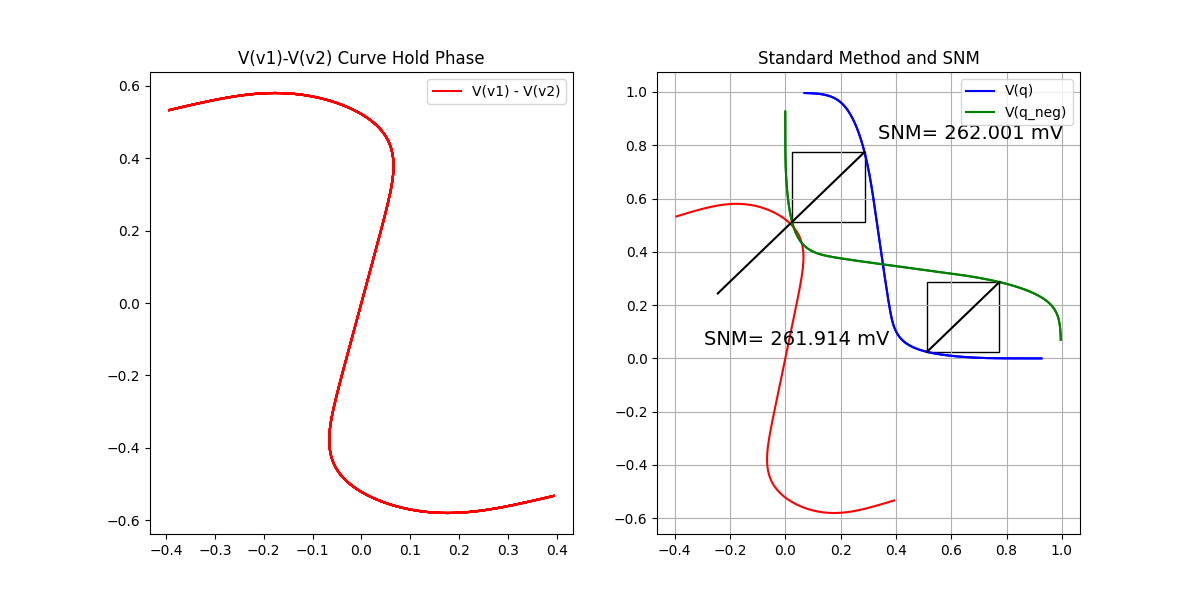 V(v1)-V(v2) Curve Hold Phase
V(v1) - V(v2)
0.6
0.4
0.2
0.0
−0.2
−0.4
−0.6
−0.4 −0.3 −0.2 −0.1 0.0 0.1 0.2 0.3 0.4
Standard Method and SNM
V(q)
V(q_neg)
SNM= 262.001 mV
SNM= 261.914 mV
1.0
0.8
0.6
0.4
0.2
0.0
−0.2
−0.4
−0.6
−0.4 −0.2 0.0 0.2 0.4 0.6 0.8 1.0